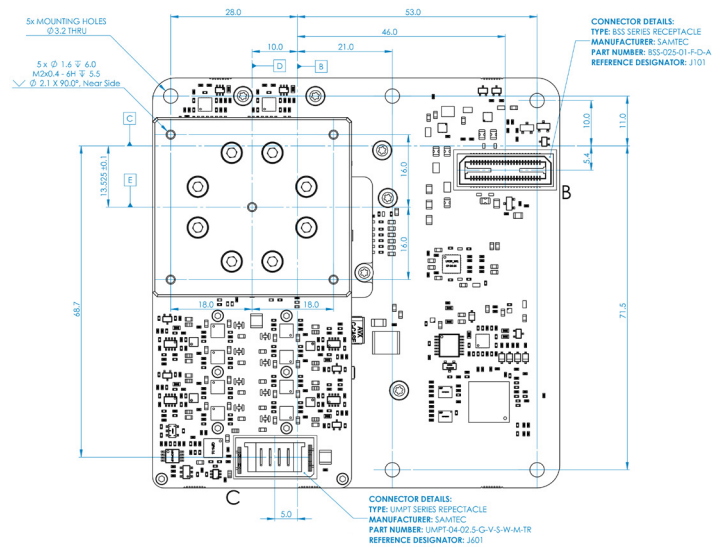 28.0
53.0
46.0
10.0
21.0
5x MOUNTING HOLES
Ø3.2 THRU
CONNECTOR DETAILS:
TYPE: BSS SERIES RECEPTACLE
MANUFACTURER: SAMTEC
PART NUMBER: BSS-025-01-F-D-A
REFERENCE DESIGNATOR: J101
D
B
5 x Ø 1.6 ↧ 6.0
M2x0.4 - 6H ↧ 5.5
⌵ Ø 2.1 X 90.0°, Near Side
C
E
13.525 ±0.1
16.0
16.0
10.0
11.0
5.4
B
18.0
18.0
68.7
71.5
C
5.0
CONNECTOR DETAILS:
TYPE: UMPT SERIES REPECTACLE
MANUFACTURER: SAMTEC
PART NUMBER: UMPT-04-02.5-G-V-S-W-M-TR
REFERENCE DESIGNATOR: J601